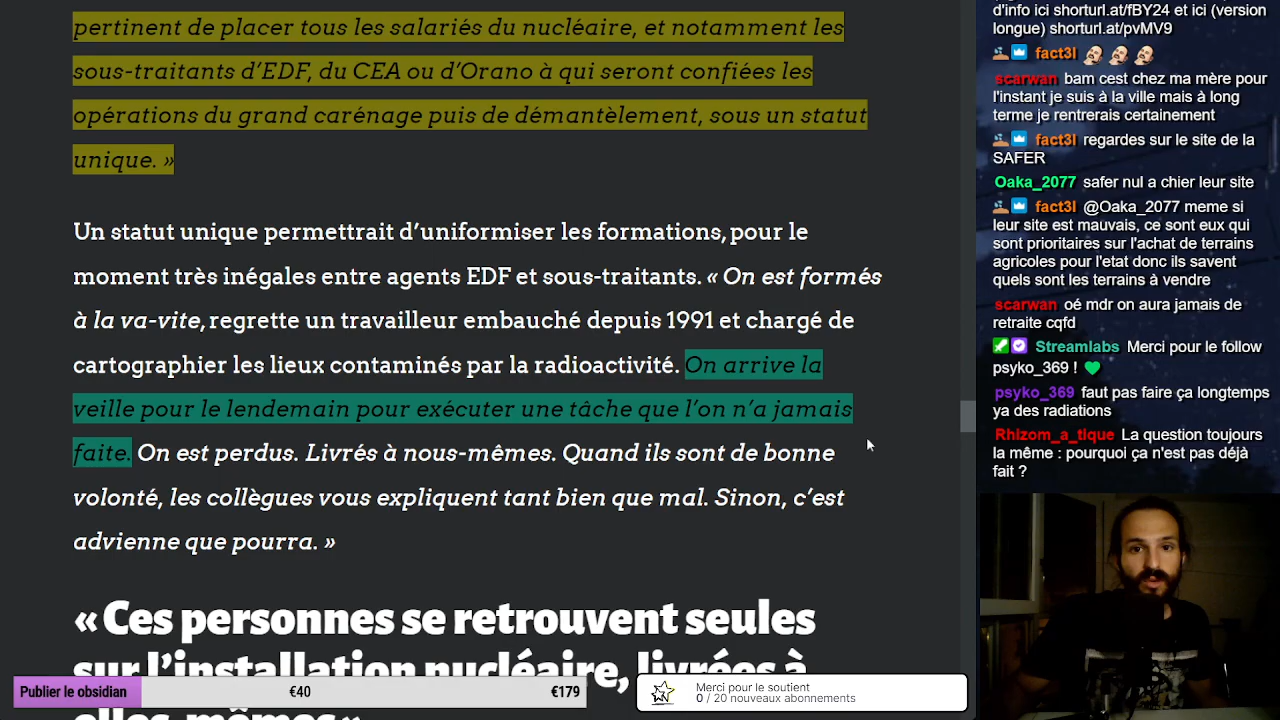 pertinent de placer tous les salariés du nucléaire, et notamment les
sous-traitants d’EDF, du CEA ou d’Orano à qui seront confiées les
opérations du grand carénage puis de démantèlement, sous un statut
unique. »
Un statut unique permettrait d’uniformiser les formations, pour le
moment très inégales entre agents EDF et sous-traitants. « On est formés
à la va-vite, regrette un travailleur embauché depuis 1991 et chargé de
cartographier les lieux contaminés par la radioactivité. On arrive la
veille pour le lendemain pour exécuter une tâche que l’on n’a jamais
faite. On est perdus. Livrés à nous-mêmes. Quand ils sont de bonne
volonté, les collègues vous expliquent tant bien que mal. Sinon, c’est
advienne que pourra. »
« Ces personnes se retrouvent seules
sur l’installation nucléaire, livrées à
elles-mêmes «
Publier le obsidian
€40
€179
Merci pour le soutient
0 / 20 nouveaux abonnements
d'info ici shorturl.at/fBY24 et ici (version
longue) shorturl.at/pvMV9
fact3l
scarwan bam cest chez ma mère pour
l'instant je suis à la ville mais à long
terme je rentrerais certainement
fact3l regardes sur le site de la
SAFER
Oaka_2077 safer nul a chier leur site
fact3l @Oaka_2077 meme si
leur site est mauvais, ce sont eux qui
sont prioritaires sur l'achat de terrains
agricoles pour l'etat donc ils savent
quels sont les terrains à vendre
scarwan oé mdr on aura jamais de
retraite cqfd
Streamlabs Merci pour le follow
psyko_369 !
psyko_369 faut pas faire ça longtemps
ya des radiations
Rhizom_a_tique La question toujours
la même : pourquoi ça n'est pas déjà
fait ?